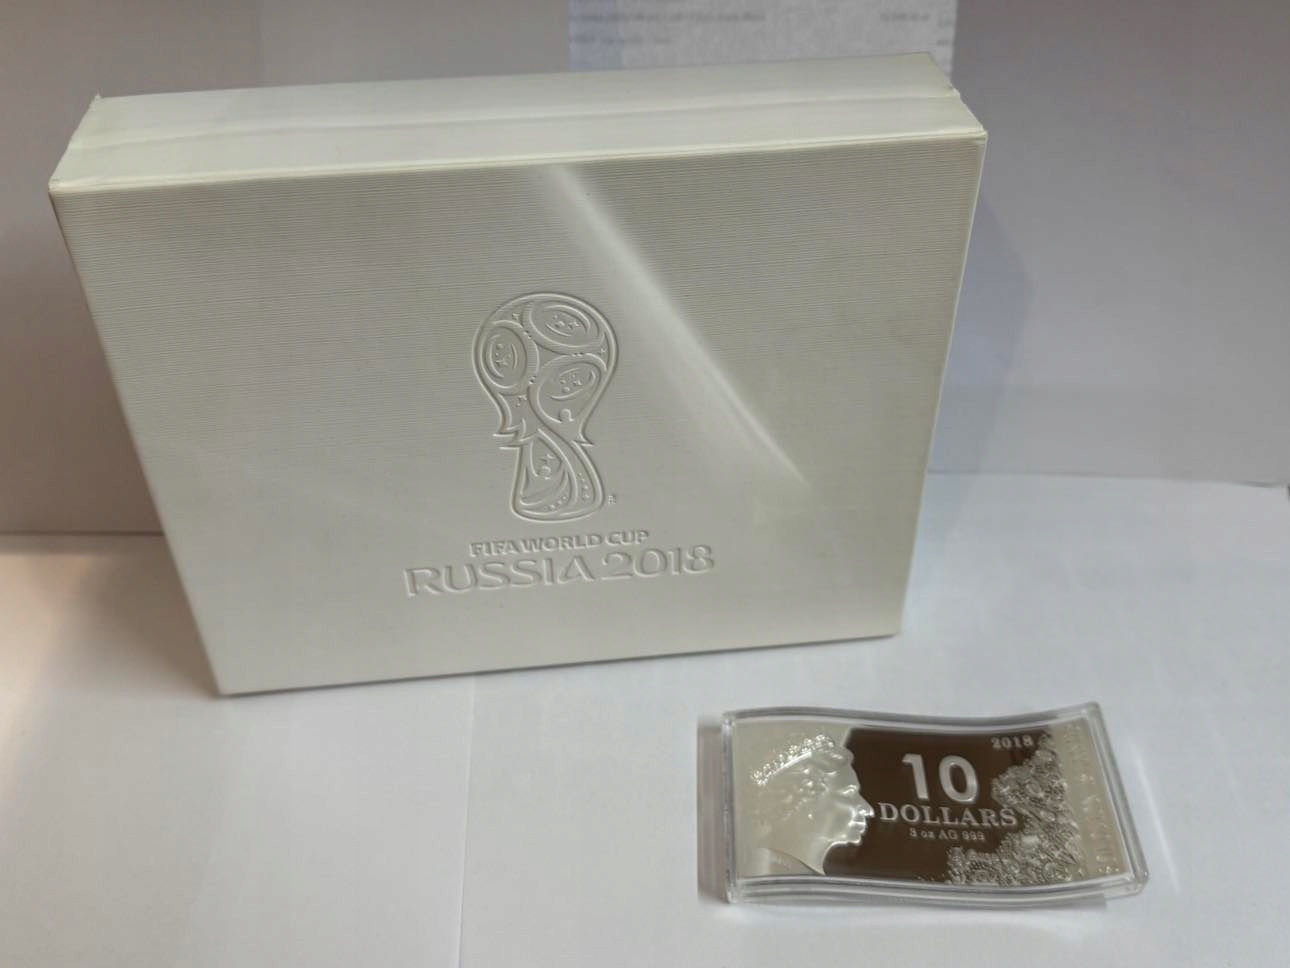 FIFA WORLD CUP
RUSSIA 2018
2018
10
DOLLARS
3 oz AG 999